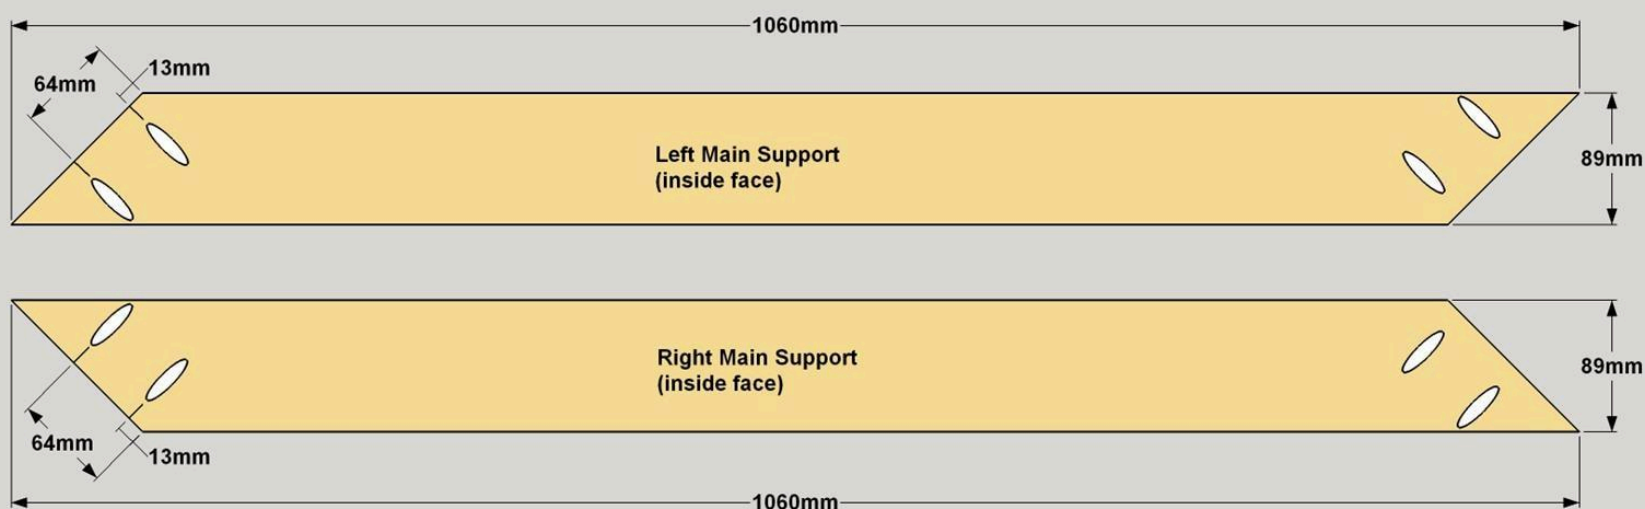 1060mm
13mm
64mm
Left Main Support
(inside face)
89mm
Right Main Support
(inside face)
89mm
64mm
13mm
1060mm